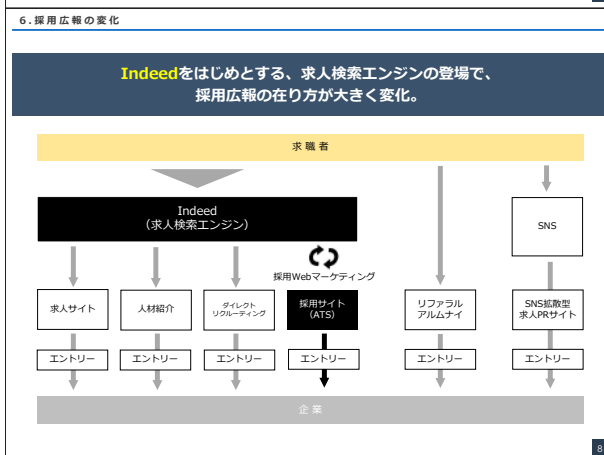 6.採用広報の変化
Indeedをはじめとする、求人検索エンジンの登場で、
採用広報の在り方が大きく変化。
求職者
Indeed
（求人検索エンジン）
SNS
採用Webマーケティング
求人サイト
人材紹介
ダイレクト
リクルーティング
採用サイト
（ATS）
リファラル
アルムナイ
SNS拡散型
求人PRサイト
エントリー
エントリー
エントリー
エントリー
エントリー
エントリー
企業
8